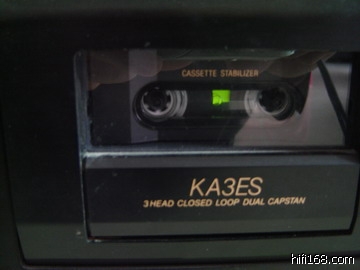 CASSETTE STABILIZER
KA3ES
3 HEAD CLOSED LOOP DUAL CAPSTAN
hifi168.com